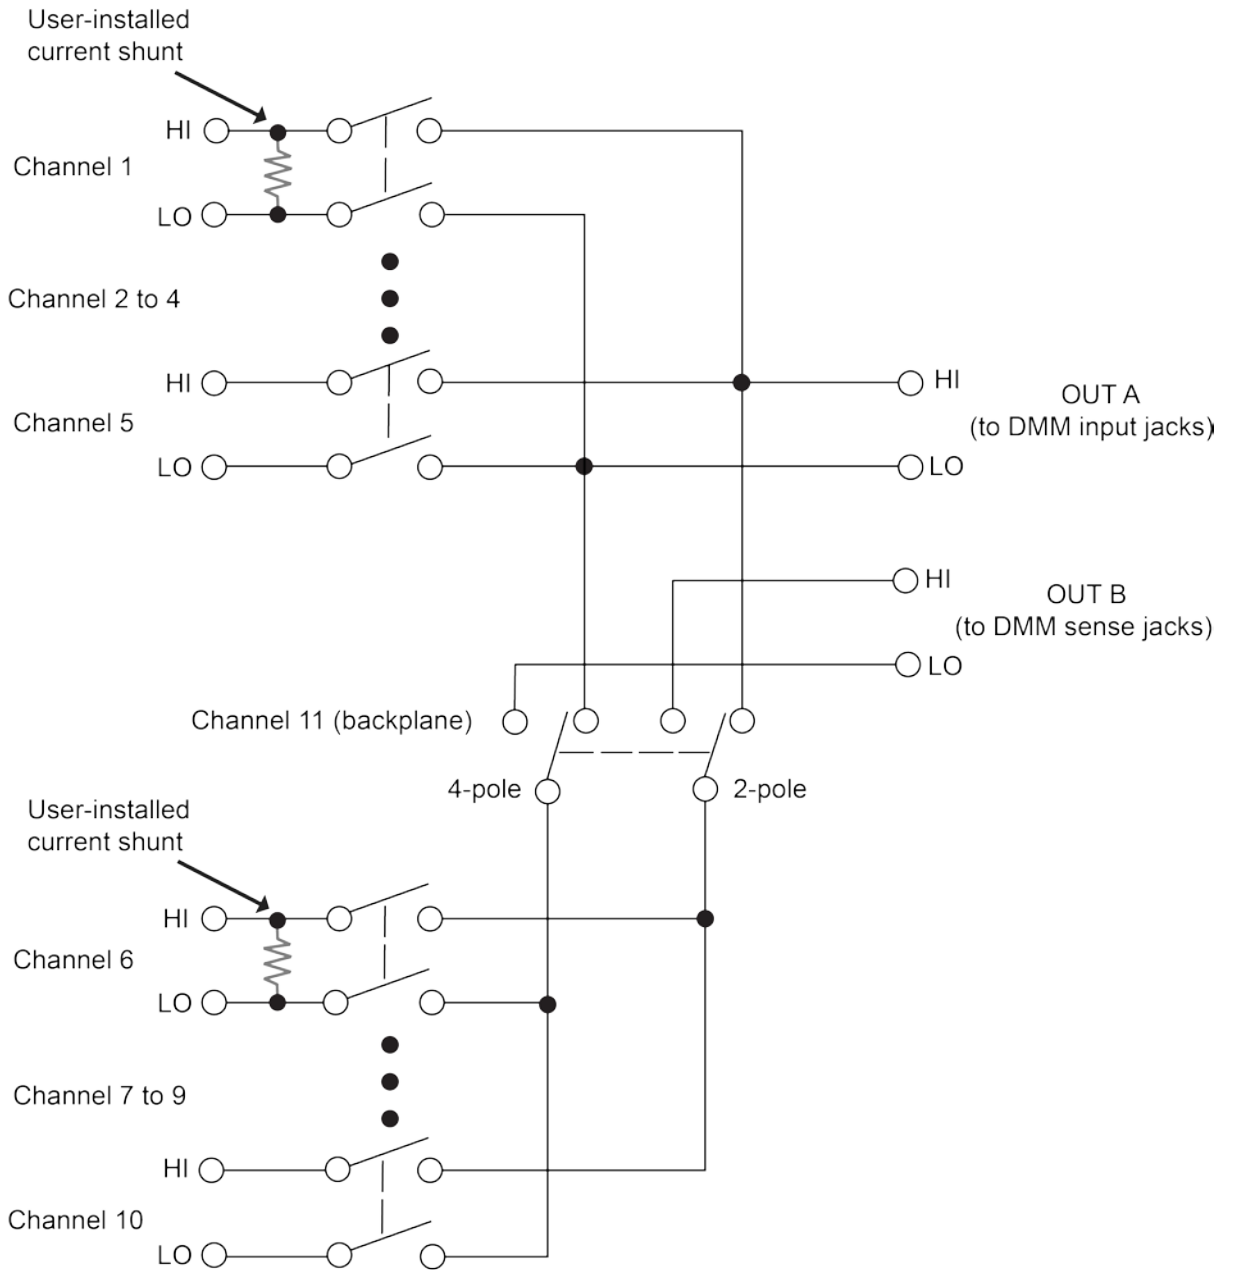 User-installed
current shunt
HI
Channel 1
LO
Channel 2 to 4
HI
Channel 5
LO
HI
OUT A
(to DMM input jacks)
LO
HI
OUT B
(to DMM sense jacks)
LO
Channel 11 (backplane)
4-pole
2-pole
User-installed
current shunt
HI
Channel 6
LO
Channel 7 to 9
HI
Channel 10
LO